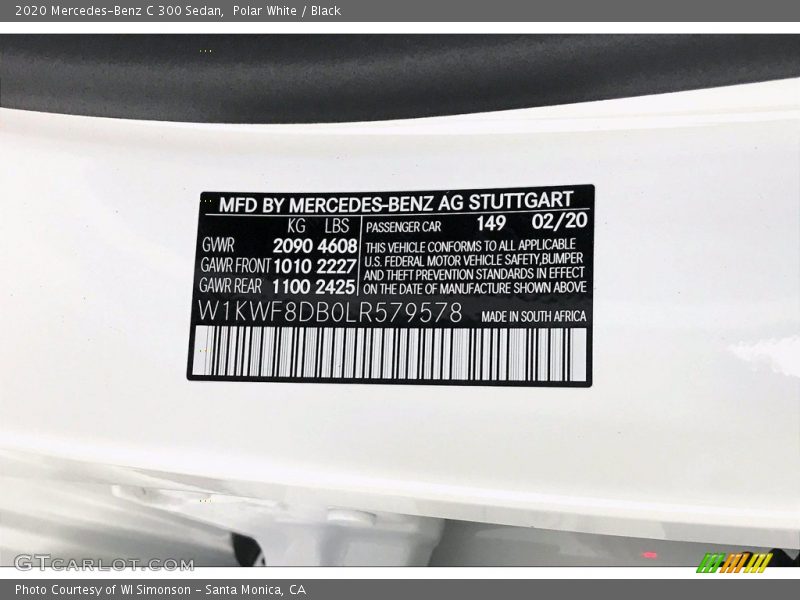 2020 Mercedes-Benz C 300 Sedan, Polar White / Black
MFD BY MERCEDES-BENZ AG STUTTGART
KG LBS PASSENGER CAR 149 02/20
GVWR 2090 4608
GAWR FRONT 1010 2227
GAWR REAR 1100 2425
THIS VEHICLE CONFORMS TO ALL APPLICABLE
U.S. FEDERAL MOTOR VEHICLE SAFETY,BUMPER
AND THEFT PREVENTION STANDARDS IN EFFECT
ON THE DATE OF MANUFACTURE SHOWN ABOVE
W1KWF8DB0LR579578 MADE IN SOUTH AFRICA
GTcarlot.com
Photo Courtesy of WI Simonson - Santa Monica, CA